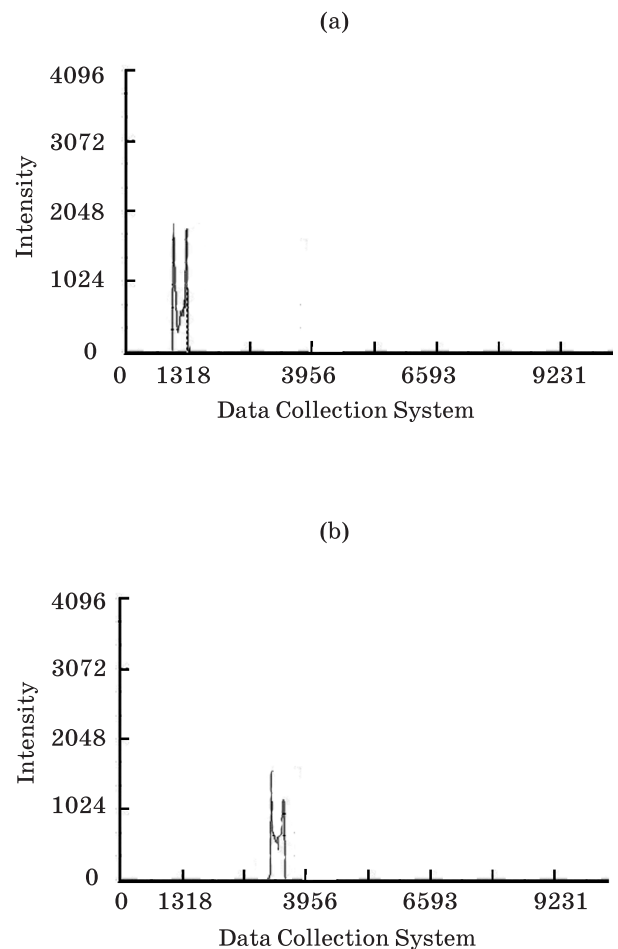 (a)
4096
3072
2048
1024
0
Intensity
0 1318 3956 6593 9231
Data Collection System
(b)
4096
3072
2048
1024
0
Intensity
0 1318 3956 6593 9231
Data Collection System